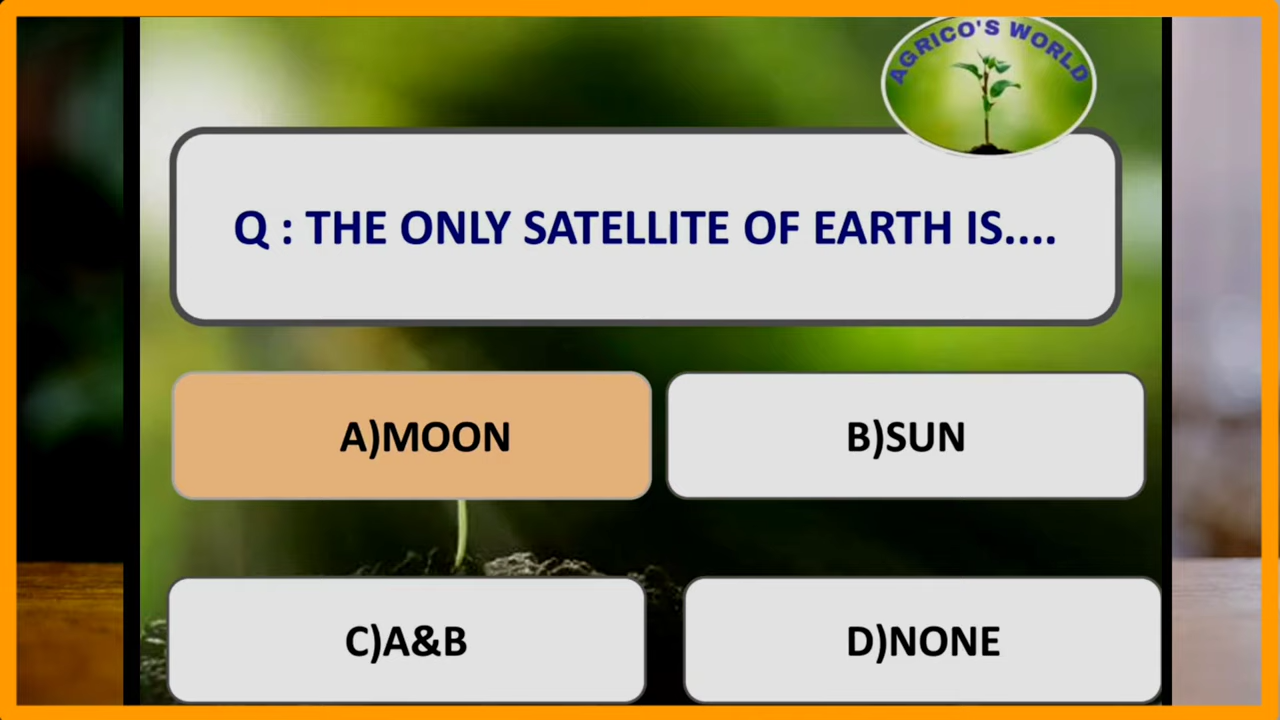 AGRICO'S WORLD
Q : THE ONLY SATELLITE OF EARTH IS....
A)MOON
B)SUN
C)A&B
D)NONE